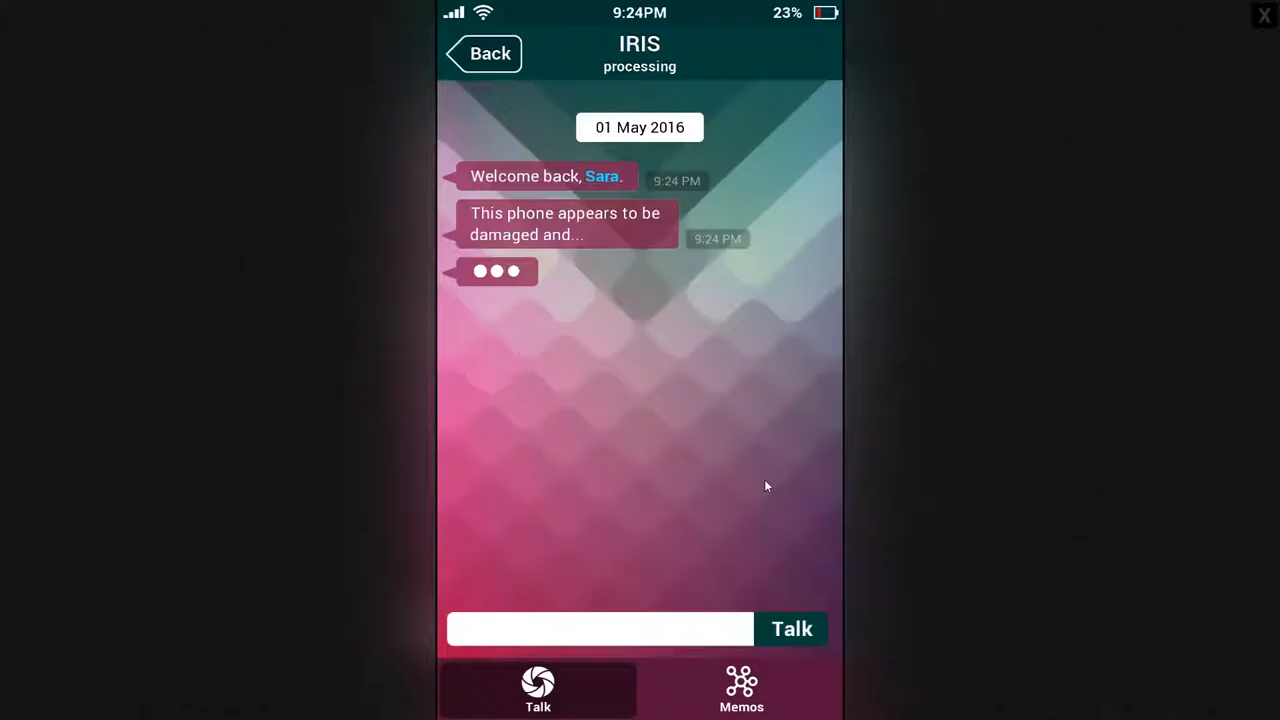 9:24PM
23%
Back
IRIS
processing
01 May 2016
Welcome back, Sara.
9:24 PM
This phone appears to be
damaged and...
9:24 PM
Talk
Talk
Memos
X